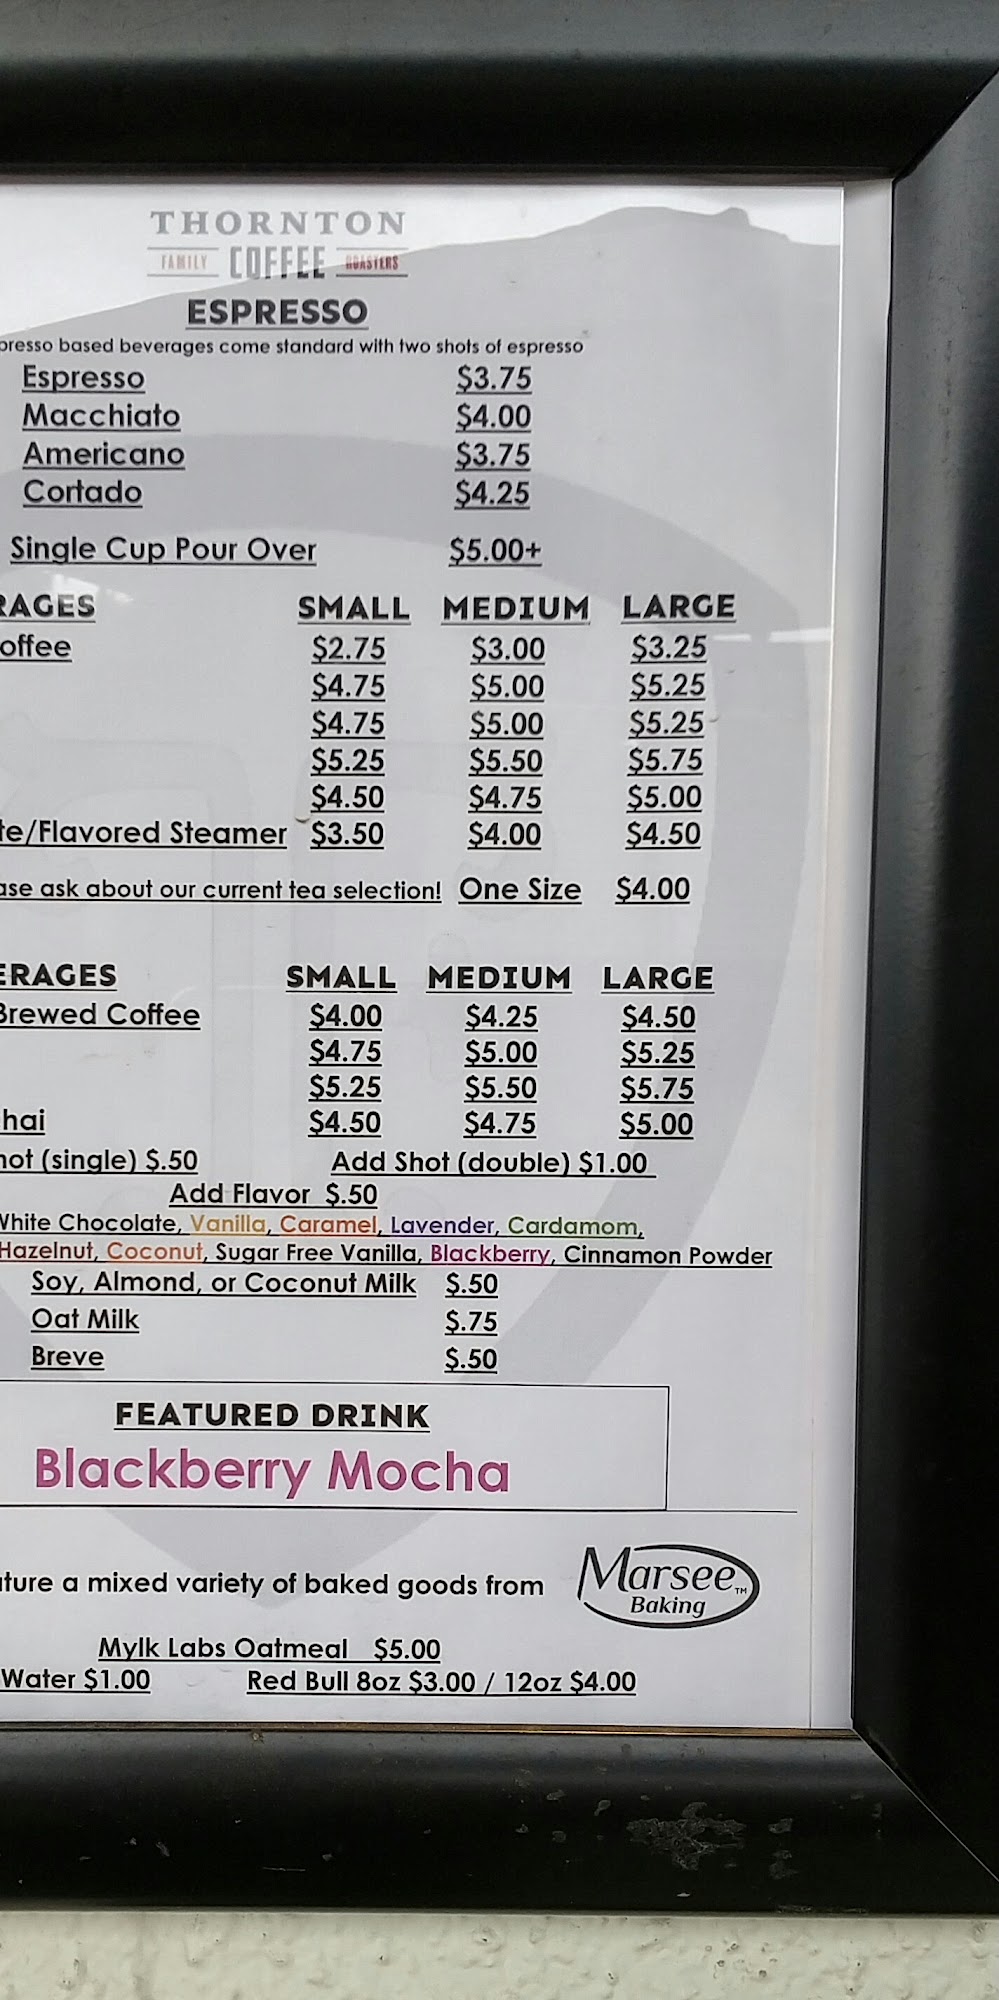 THORNTON
FAMILY COFFEE ROASTERS
ESPRESSO
based beverages come standard with two shots of espresso
Espresso $3.75
Macchiato $4.00
Americano $3.75
Cortado $4.25
Single Cup Pour Over $5.00+
RAGES SMALL MEDIUM LARGE
offee $2.75 $3.00 $3.25
$4.75 $5.00 $5.25
$4.75 $5.00 $5.25
$5.25 $5.50 $5.75
$4.50 $4.75 $5.00
te/Flavored Steamer $3.50 $4.00 $4.50
ase ask about our current tea selection! One Size $4.00
ERAGES SMALL MEDIUM LARGE
Brewed Coffee $4.00 $4.25 $4.50
$4.75 $5.00 $5.25
$5.25 $5.50 $5.75
hai $4.50 $4.75 $5.00
hot (single) $.50 Add Shot (double) $1.00
Add Flavor $.50
White Chocolate, Vanilla, Caramel, Lavender, Cardamom,
Hazelnut, Coconut, Sugar Free Vanilla, Blackberry, Cinnamon Powder
Soy, Almond, or Coconut Milk $.50
Oat Milk $.75
Breve $.50
FEATURED DRINK
Blackberry Mocha
ture a mixed variety of baked goods from Marsee™ Baking
Mylk Labs Oatmeal $5.00
Water $1.00 Red Bull 8oz $3.00 / 12oz $4.00